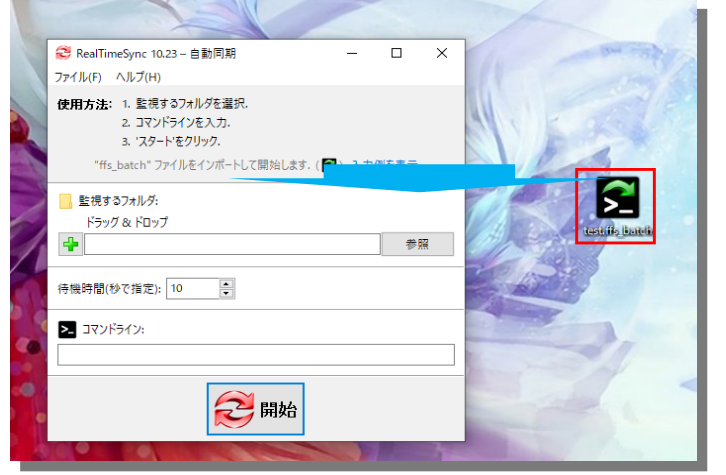 RealTimeSync 10.23 – 自動同期
ファイル(F) ヘルプ(H)
使用方法: 1. 監視するフォルダを選択.
2. コマンドラインを入力.
3. 'スタート'をクリック.
"ffs_batch" ファイルをインポートして開始します. ( )
監視するフォルダ:
ドラッグ & ドロップ
参照
待機時間(秒で指定): 10
コマンドライン:
開始
test.ffs_batch